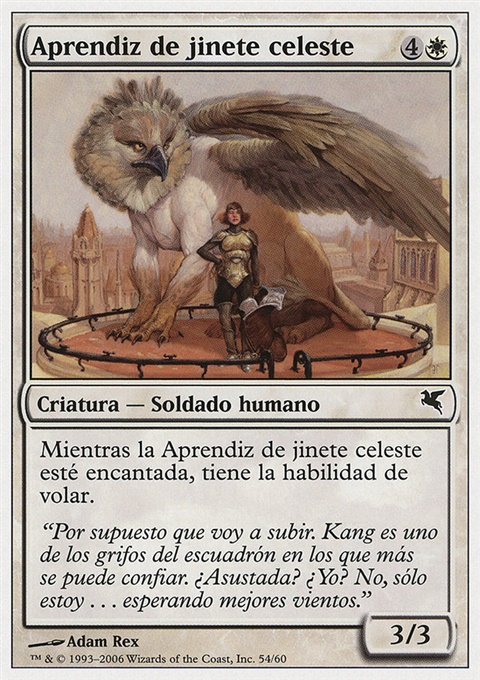 Aprendiz de jinete celeste 4
Criatura — Soldado humano
Mientras la Aprendiz de jinete celeste
esté encantada, tiene la habilidad de
volar.
“Por supuesto que voy a subir. Kang es uno
de los grifos del escuadrón en los que más
se puede confiar. ¿Asustada? ¿Yo? No, sólo
estoy . . . esperando mejores vientos.”
Adam Rex
3/3
™ & © 1993–2006 Wizards of the Coast, Inc. 54/60